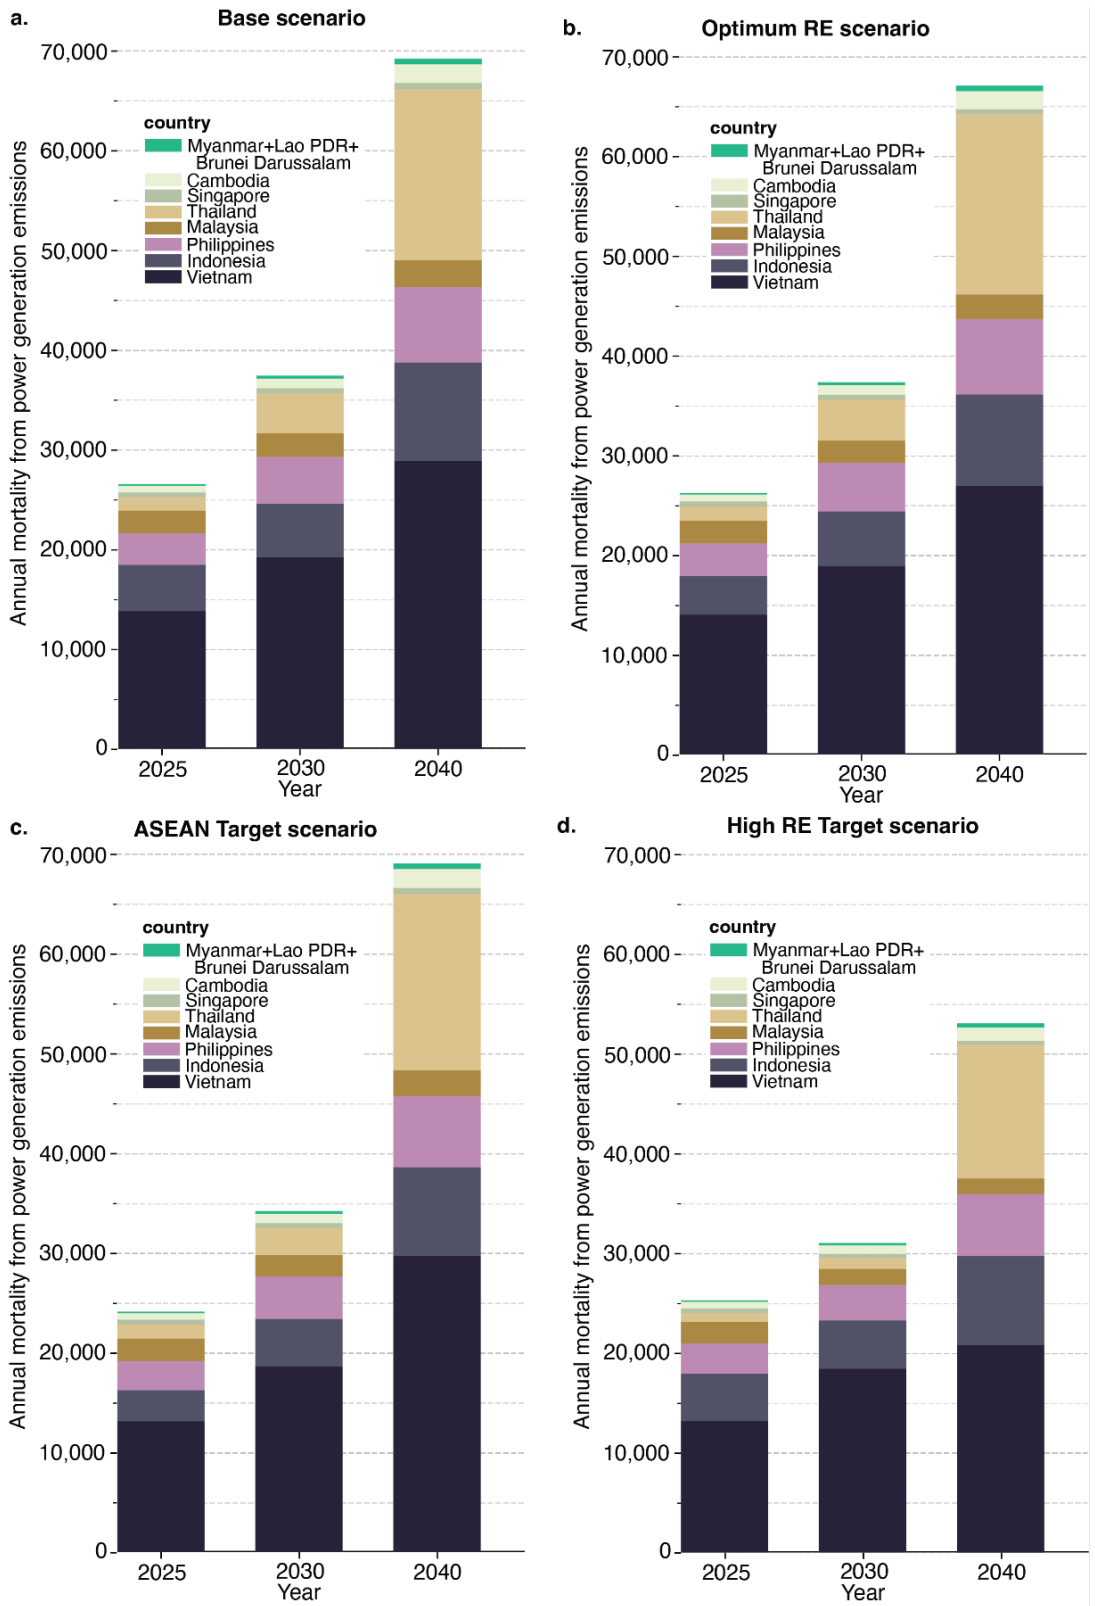 a.
Base scenario
Annual mortality from power generation emissions
70,000
60,000
50,000
40,000
30,000
20,000
10,000
0
country
Myanmar+Lao PDR+
Brunei Darussalam
Cambodia
Singapore
Thailand
Malaysia
Philippines
Indonesia
Vietnam
2025
2030
2040
Year
b.
Optimum RE scenario
Annual mortality from power generation emissions
70,000
60,000
50,000
40,000
30,000
20,000
10,000
0
country
Myanmar+Lao PDR+
Brunei Darussalam
Cambodia
Singapore
Thailand
Malaysia
Philippines
Indonesia
Vietnam
2025
2030
2040
Year
c.
ASEAN Target scenario
Annual mortality from power generation emissions
70,000
60,000
50,000
40,000
30,000
20,000
10,000
0
country
Myanmar+Lao PDR+
Brunei Darussalam
Cambodia
Singapore
Thailand
Malaysia
Philippines
Indonesia
Vietnam
2025
2030
2040
Year
d.
High RE Target scenario
Annual mortality from power generation emissions
70,000
60,000
50,000
40,000
30,000
20,000
10,000
0
country
Myanmar+Lao PDR+
Brunei Darussalam
Cambodia
Singapore
Thailand
Malaysia
Philippines
Indonesia
Vietnam
2025
2030
2040
Year